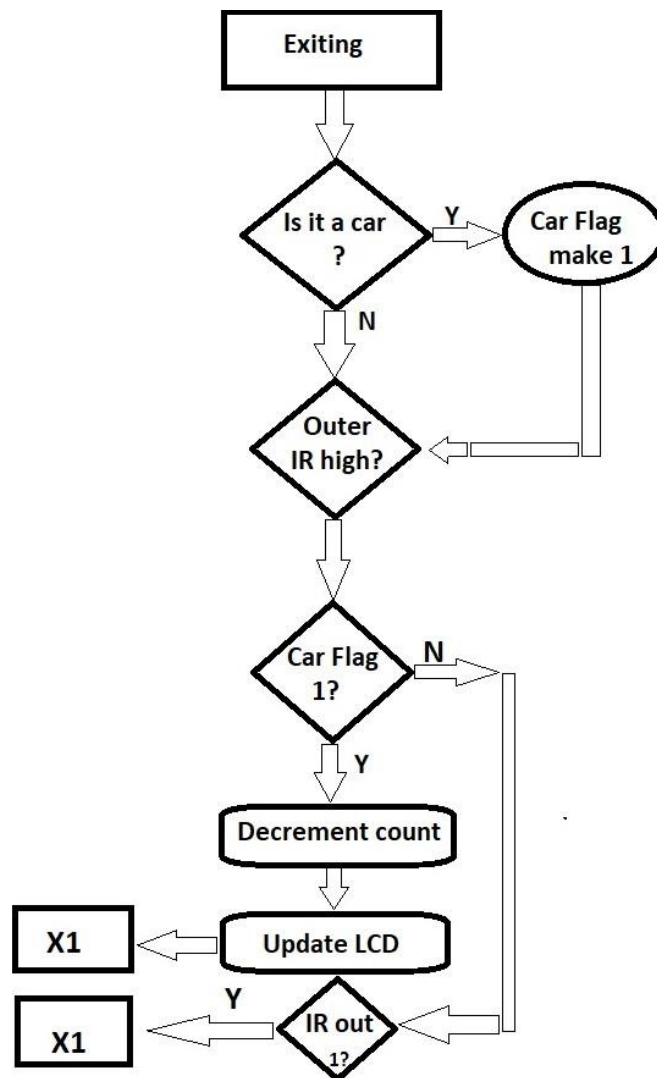 Exiting
Is it a car
?
Y
Car Flag
make 1
N
Outer
IR high?
Car Flag
1?
N
Y
Decrement count
Update LCD
X1
Y
IR out
1?
X1